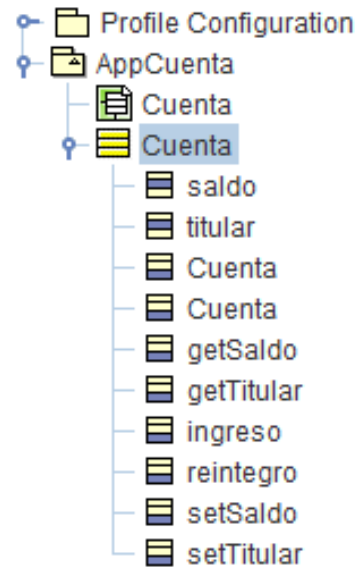 Profile Configuration
AppCuenta
Cuenta
Cuenta
saldo
titular
Cuenta
Cuenta
getSaldo
getTitular
ingreso
reintegro
setSaldo
setTitular